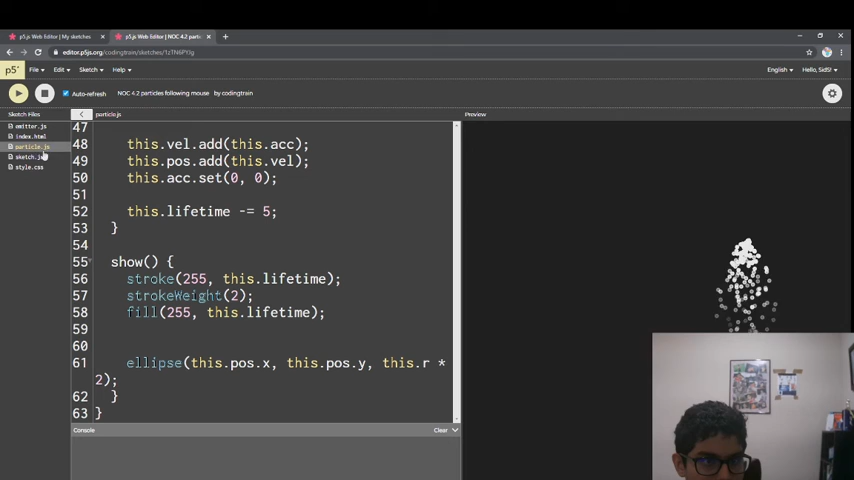 p5.js Web Editor | My sketches
p5.js Web Editor | NOC 4.2 parti
editor.p5js.org/codingtrain/sketches/1zTN6PYJg
p5*
File
Edit
Sketch
Help
English
Hello, Sid5!
Auto-refresh
NOC 4.2 particles following mouse
by codingtrain
Sketch Files
particle.js
Preview
emitter.js
index.html
particle.js
sketch.js
style.css
47
48 this.vel.add(this.acc);
49 this.pos.add(this.vel);
50 this.acc.set(0, 0);
51
52 this.lifetime -= 5;
53 }
54
55 show() {
56 stroke(255, this.lifetime);
57 strokeWeight(2);
58 fill(255, this.lifetime);
59
60
61 ellipse(this.pos.x, this.pos.y, this.r *
2);
62 }
63 }
Console
Clear